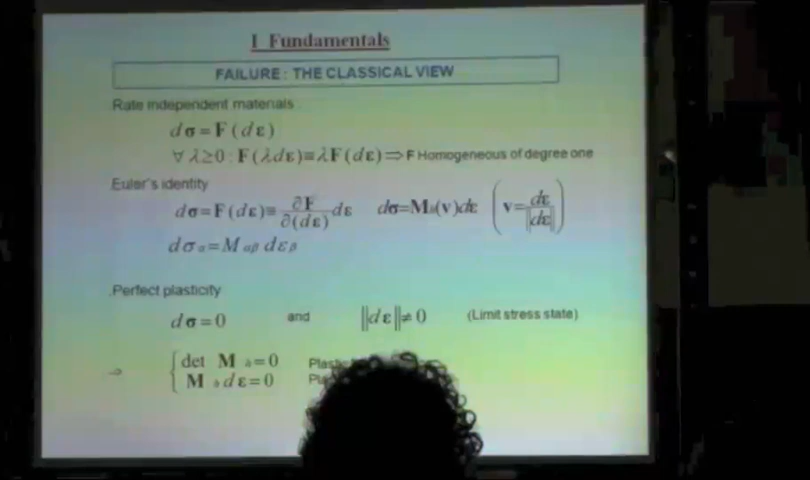 I Fundamentals
FAILURE : THE CLASSICAL VIEW
Rate independent materials :
dσ = F (dε)
∀ λ≥0 : F(λdε)≡λF(dε)⇒F Homogeneous of degree one
Euler's identity
dσ=F(dε)≡ ∂F/∂(dε) dε dσ=Mₕ(v)dε (v= dε/‖dε‖)
dσα=Mαβ dεβ
Perfect plasticity
dσ=0 and ‖dε‖≠0 (Limit stress state)
⇒ { det M ₕ=0
M ₕdε=0